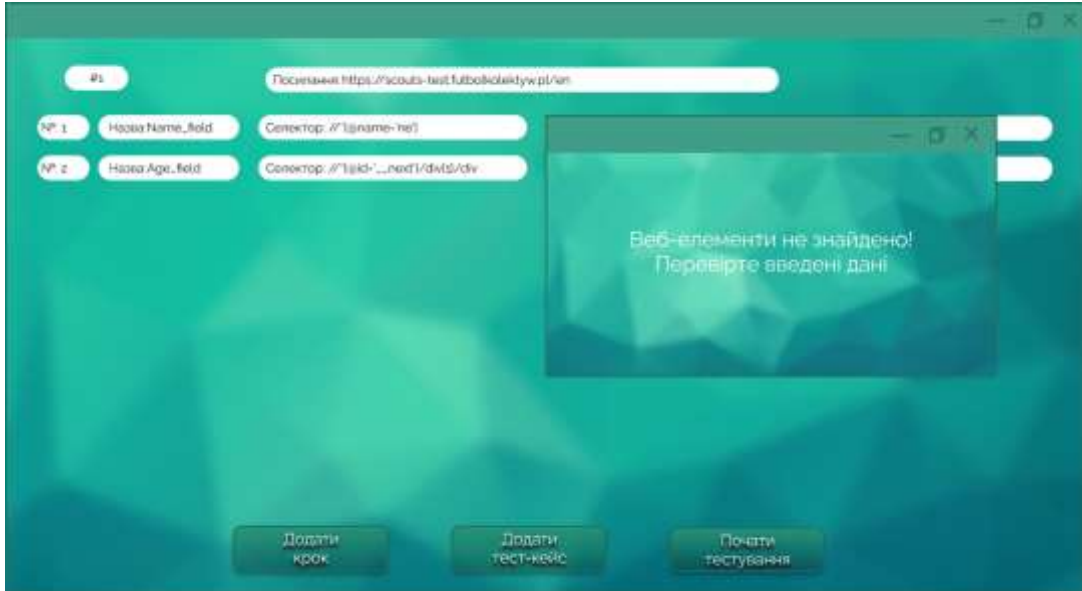 #1
Посилання: https://scouts-test.futbolkolektyw.pl/en
№: 1 Назва: Name_field Селектор: //*[@name='ne']
№: 2 Назва: Age_field Селектор: //*[@id='__next']/div[1]/div
Веб-елементи не знайдено!
Перевірте введені дані
Додати
крок
Додати
тест-кейс
Почати
тестування